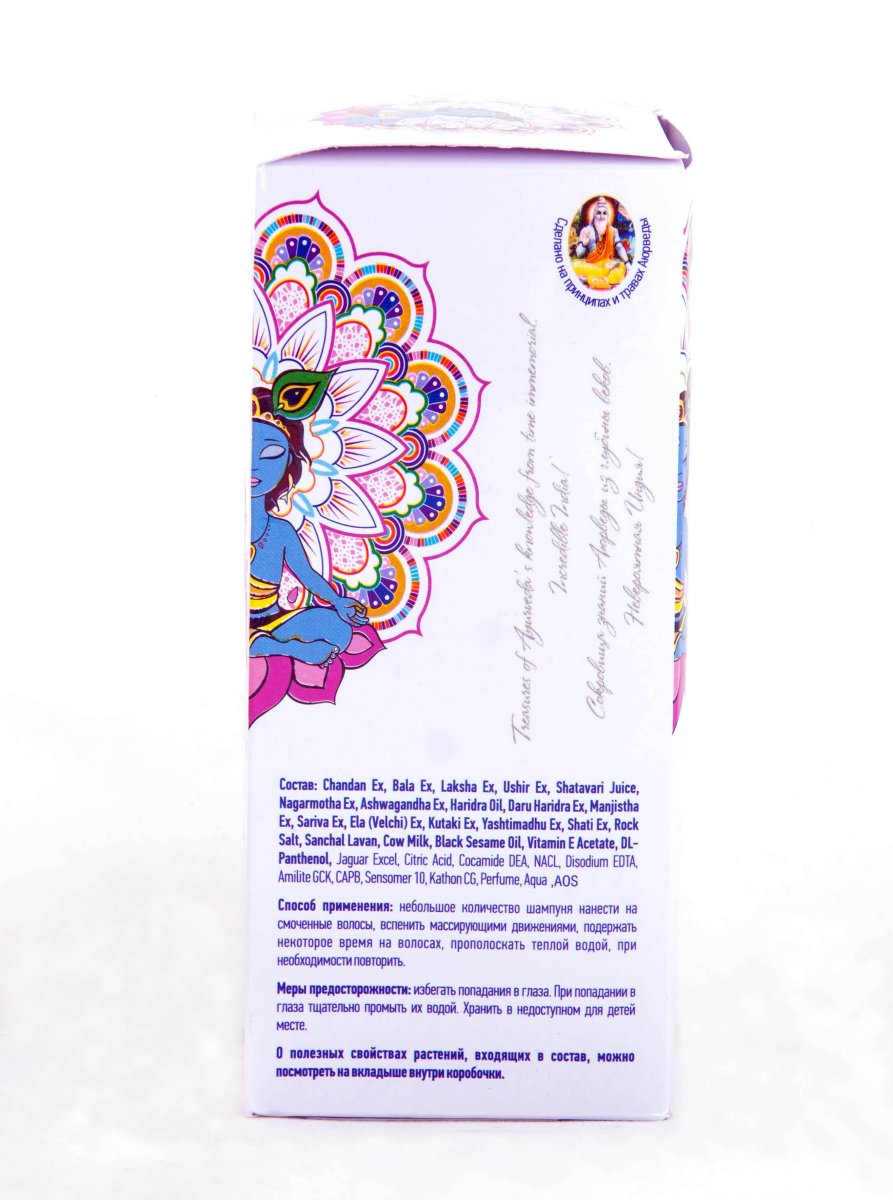 Сделано на принципах и травах Аюрведы
Treasures of Ayurveda's knowledge from time immemorial.
Incredible India!
Сокровища знаний Аюрведы из глубины веков.
Невероятная Индия!
Состав: Chandan Ex, Bala Ex, Laksha Ex, Ushir Ex, Shatavari Juice,
Nagarmotha Ex, Ashwagandha Ex, Haridra Oil, Daru Haridra Ex, Manjistha
Ex, Sariva Ex, Ela (Velchi) Ex, Kutaki Ex, Yashtimadhu Ex, Shati Ex, Rock
Salt, Sanchal Lavan, Cow Milk, Black Sesame Oil, Vitamin E Acetate, DL-
Panthenol, Jaguar Excel, Citric Acid, Cocamide DEA, NACL, Disodium EDTA,
Amilite GCK, CAPB, Sensomer 10, Kathon CG, Perfume, Aqua ,AOS
Способ применения: небольшое количество шампуня нанести на
смоченные волосы, вспенить массирующими движениями, подержать
некоторое время на волосах, прополоскать теплой водой, при
необходимости повторить.
Меры предосторожности: избегать попадания в глаза. При попадании в
глаза тщательно промыть их водой. Хранить в недоступном для детей
месте.
О полезных свойствах растений, входящих в состав, можно
посмотреть на вкладыше внутри коробочки.